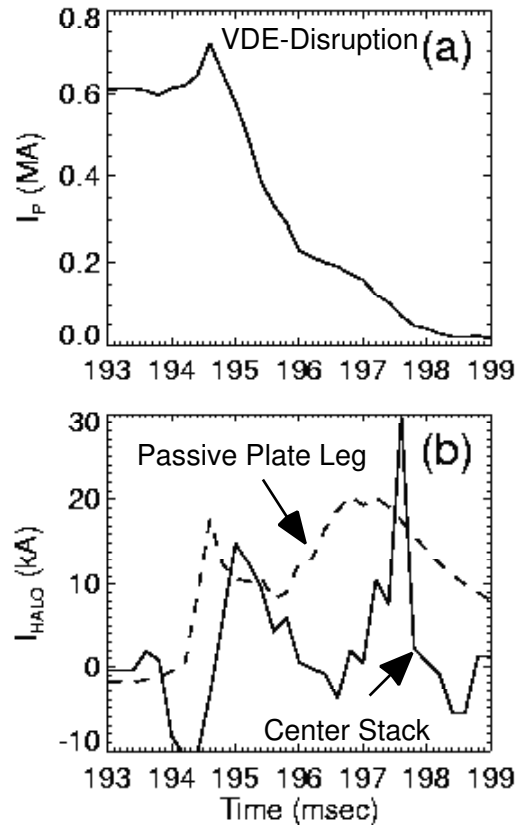 VDE-Disruption (a)
0.8
0.6
0.4
0.2
0.0
I_P (MA)
193 194 195 196 197 198 199
(b)
Passive Plate Leg
30
20
10
0
-10
I_HALO (kA)
Center Stack
193 194 195 196 197 198 199
Time (msec)